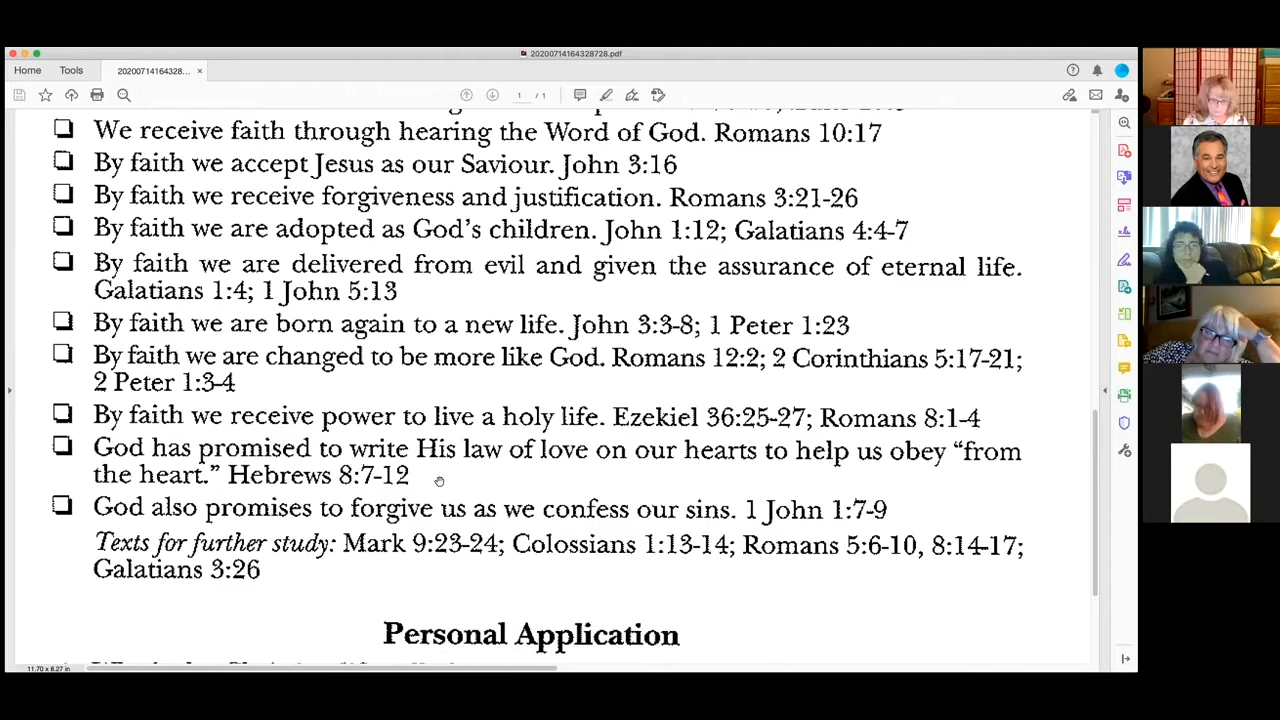 20200714164328728.pdf
Home Tools 20200714164328... ×
1 / 1
We receive faith through hearing the Word of God. Romans 10:17
By faith we accept Jesus as our Saviour. John 3:16
By faith we receive forgiveness and justification. Romans 3:21-26
By faith we are adopted as God's children. John 1:12; Galatians 4:4-7
By faith we are delivered from evil and given the assurance of eternal life.
Galatians 1:4; 1 John 5:13
By faith we are born again to a new life. John 3:3-8; 1 Peter 1:23
By faith we are changed to be more like God. Romans 12:2; 2 Corinthians 5:17-21;
2 Peter 1:3-4
By faith we receive power to live a holy life. Ezekiel 36:25-27; Romans 8:1-4
God has promised to write His law of love on our hearts to help us obey “from
the heart.” Hebrews 8:7-12
God also promises to forgive us as we confess our sins. 1 John 1:7-9
Texts for further study: Mark 9:23-24; Colossians 1:13-14; Romans 5:6-10, 8:14-17;
Galatians 3:26
Personal Application
11.70 x 8.27 in